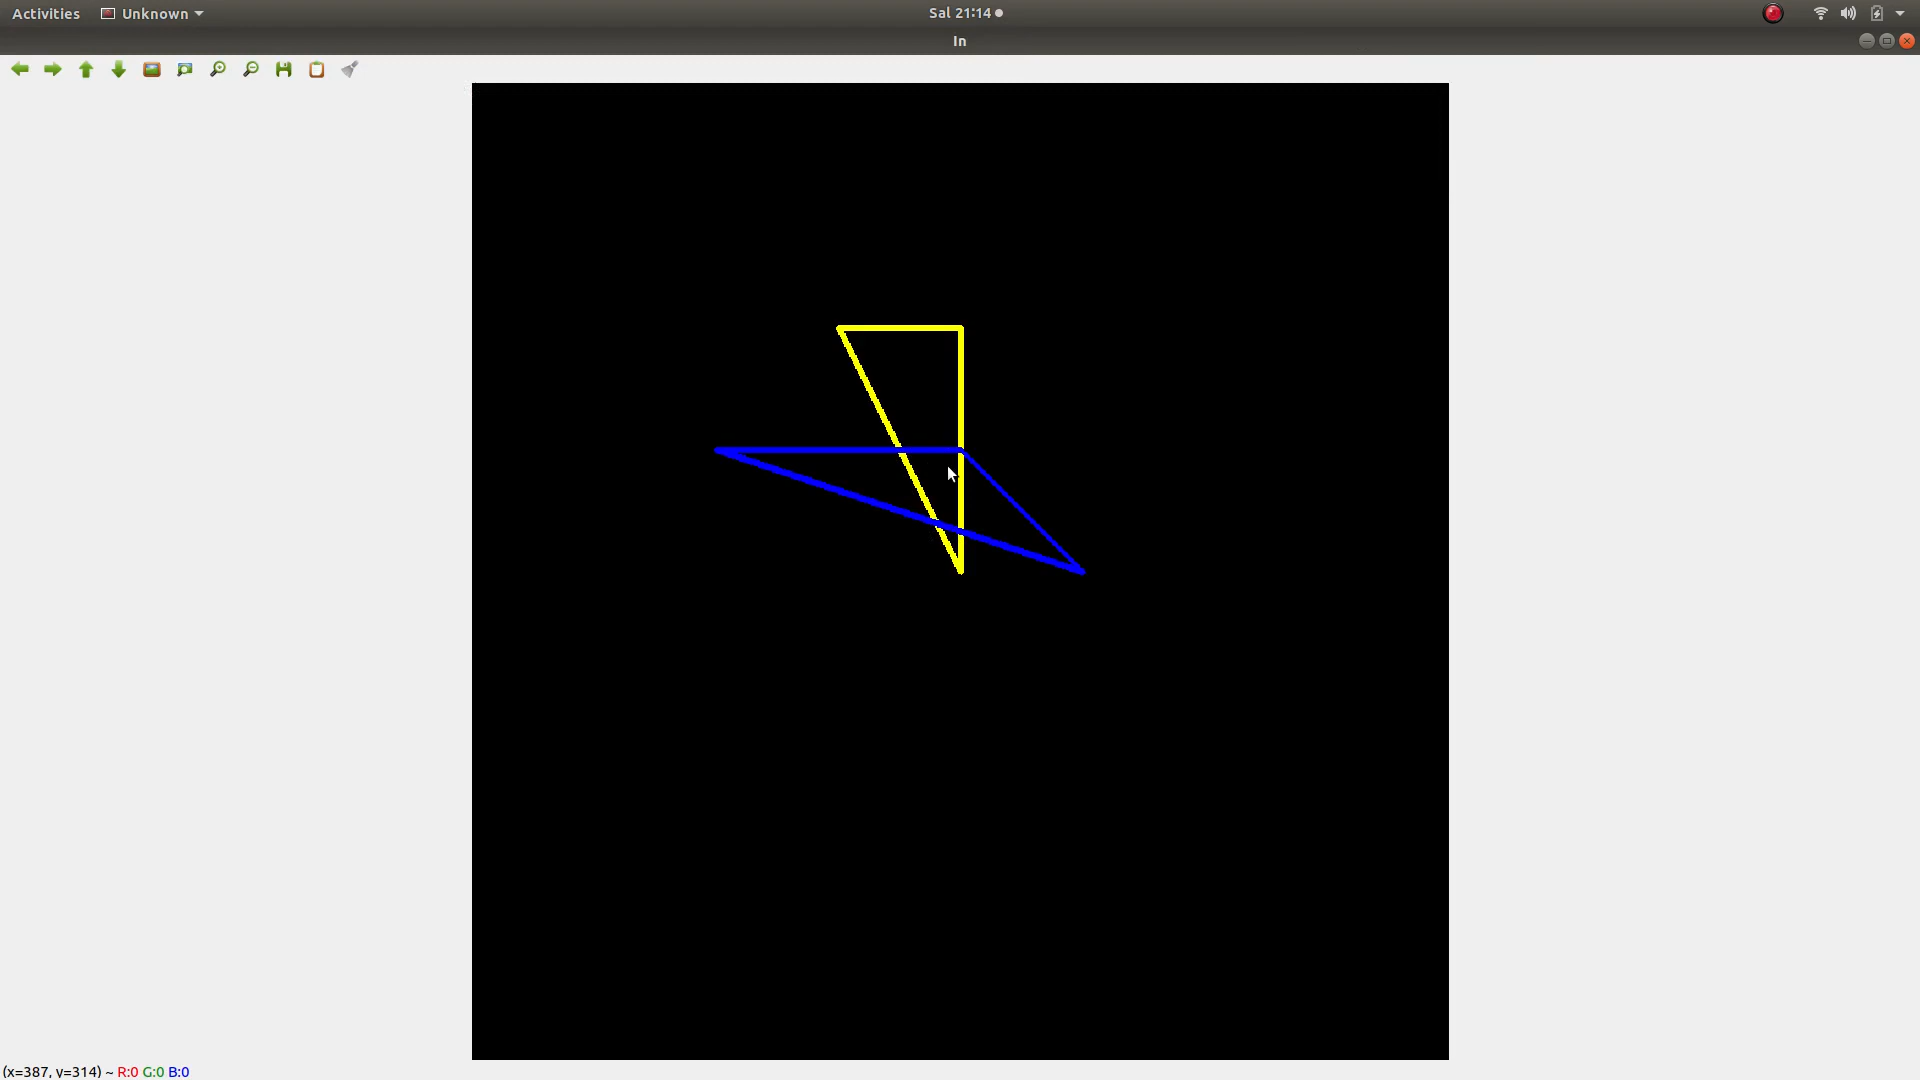 Activities Unknown Sal 21:14
In
(x=387, y=314) ~ R:0 G:0 B:0